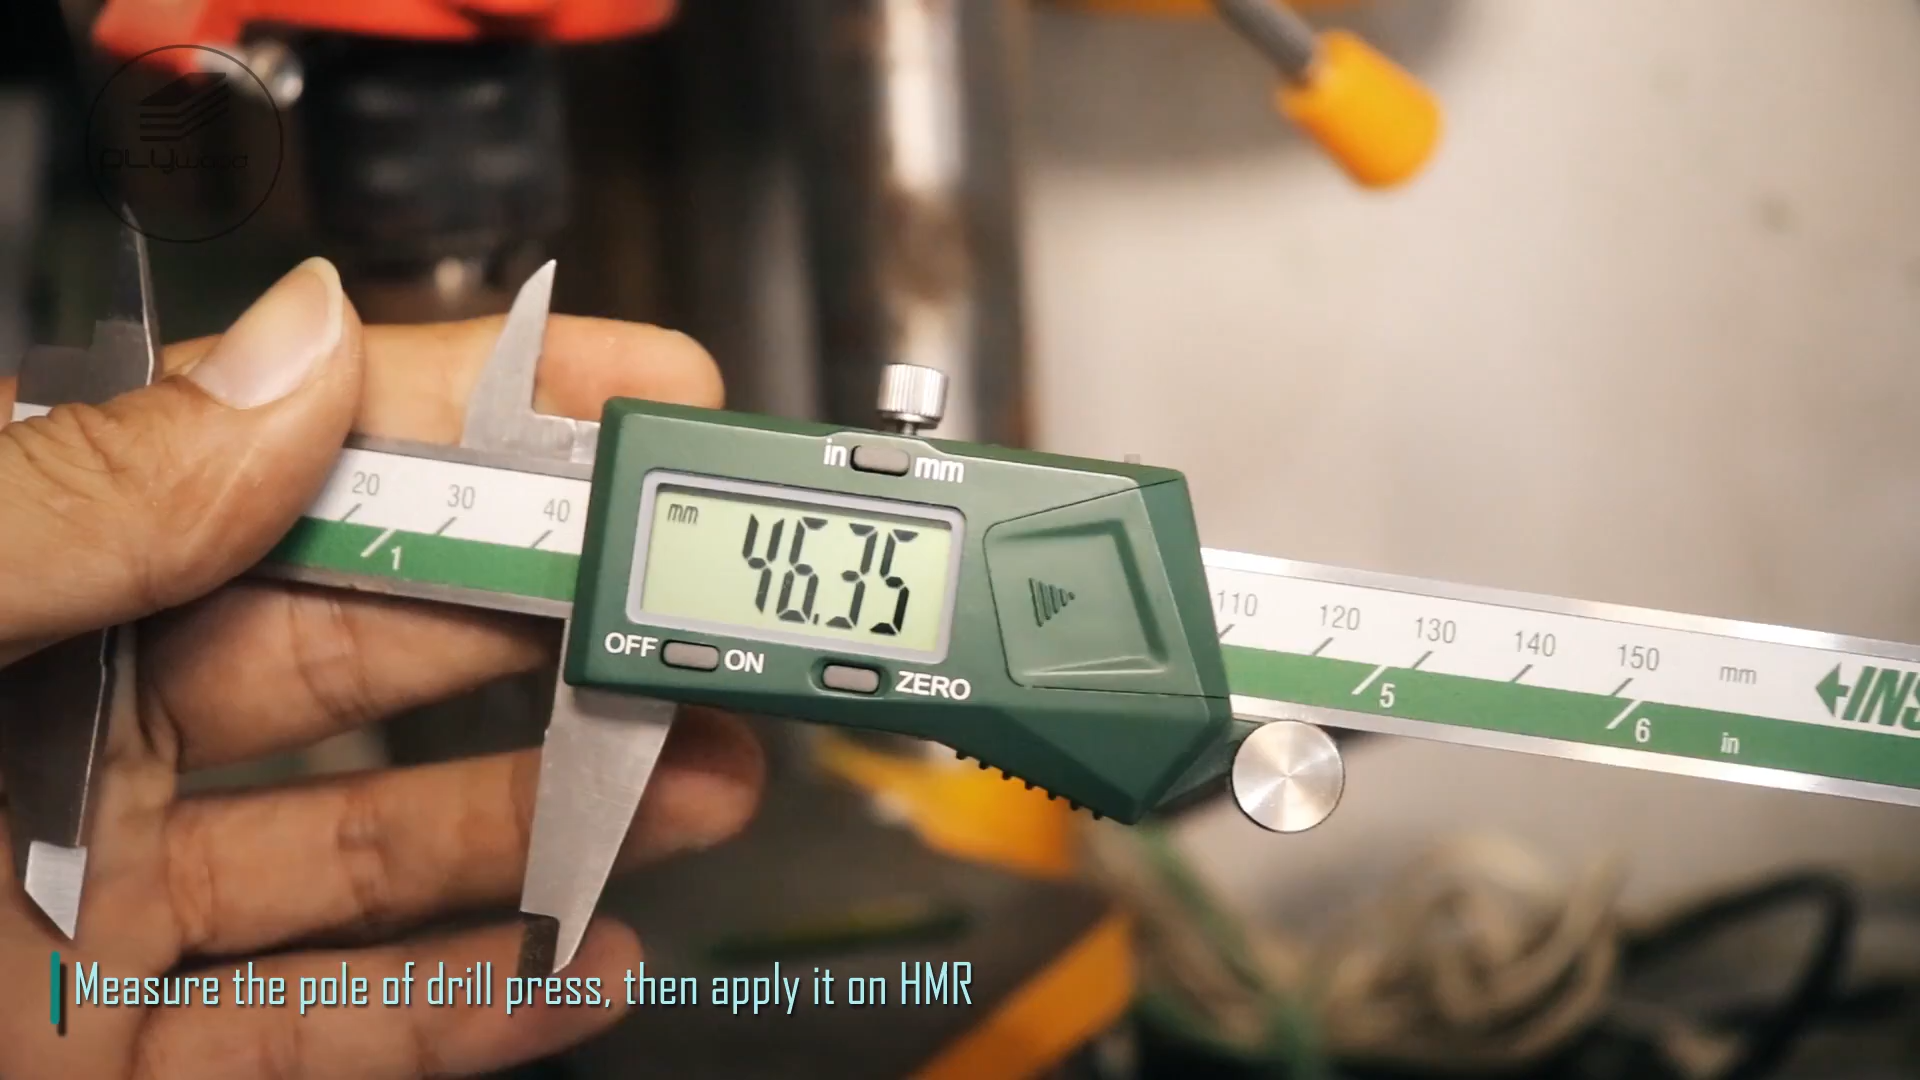 PLYwood
in mm
20 30 40
mm
46.35
1
OFF ON
ZERO
110 120 130 140 150 mm
5 6 in
INS
Measure the pole of drill press, then apply it on HMR